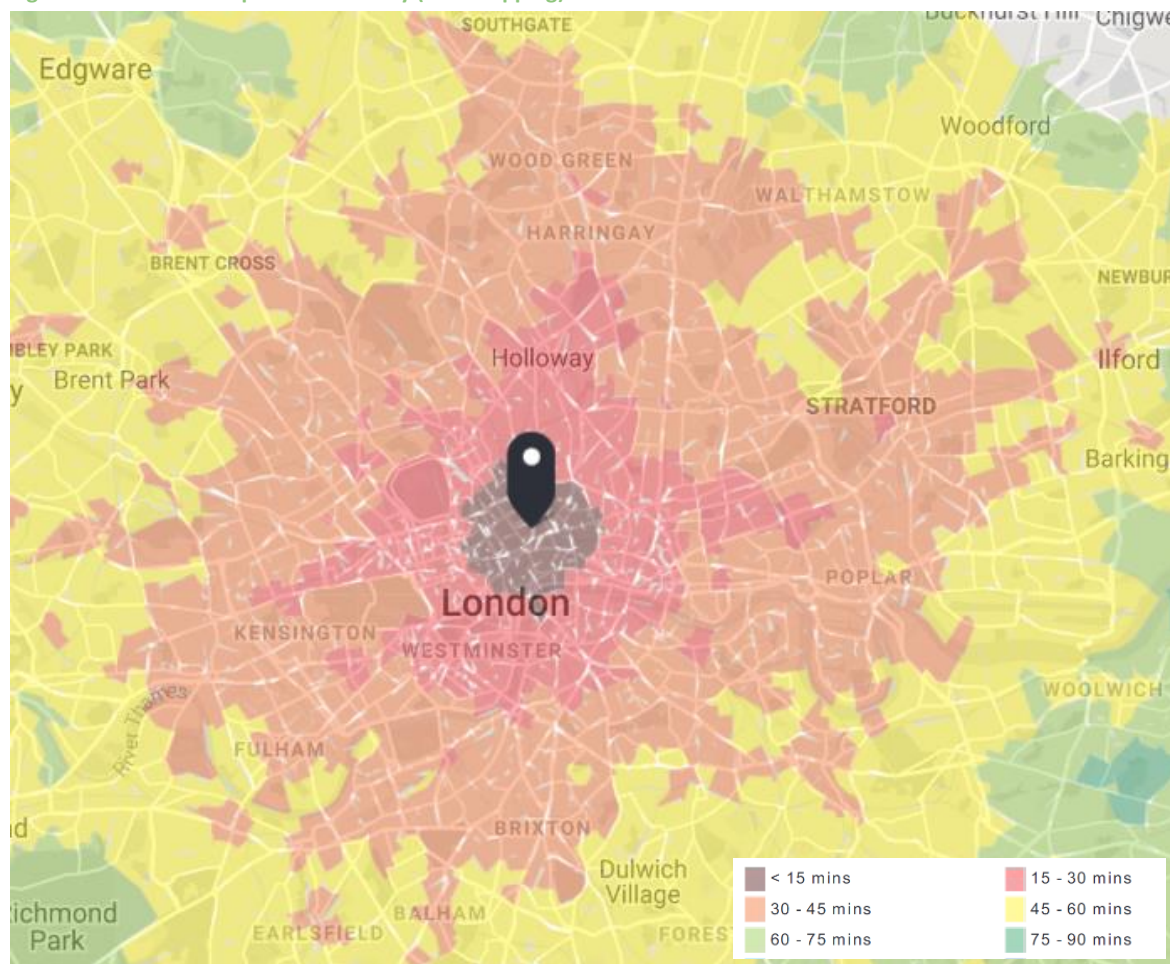 SOUTHGATE
Buckhurst Hill
Chigwe
Edgware
Woodford
WOOD GREEN
WALTHAMSTOW
HARRINGAY
BRENT CROSS
NEWBUR
BLEY PARK
Holloway
Ilford
Brent Park
y
STRATFORD
Barking
POPLAR
London
KENSINGTON
WESTMINSTER
WOOLWICH
River Thames
FULHAM
nd
BRIXTON
Dulwich
Village
< 15 mins
15 - 30 mins
30 - 45 mins
45 - 60 mins
60 - 75 mins
75 - 90 mins
Richmond
Park
BALHAM
EARLSFIELD
FOREST